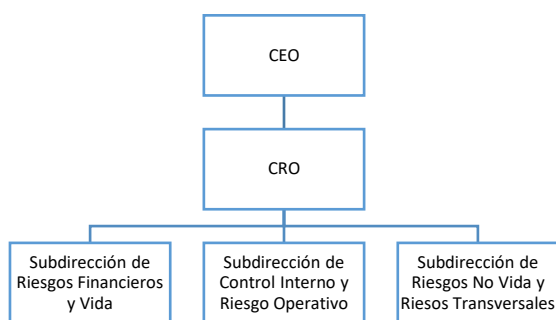 CEO
CRO
Subdirección de
Riesgos Financieros
y Vida
Subdirección de
Control Interno y
Riesgo Operativo
Subdirección de
Riesgos No Vida y
Riesos Transversales